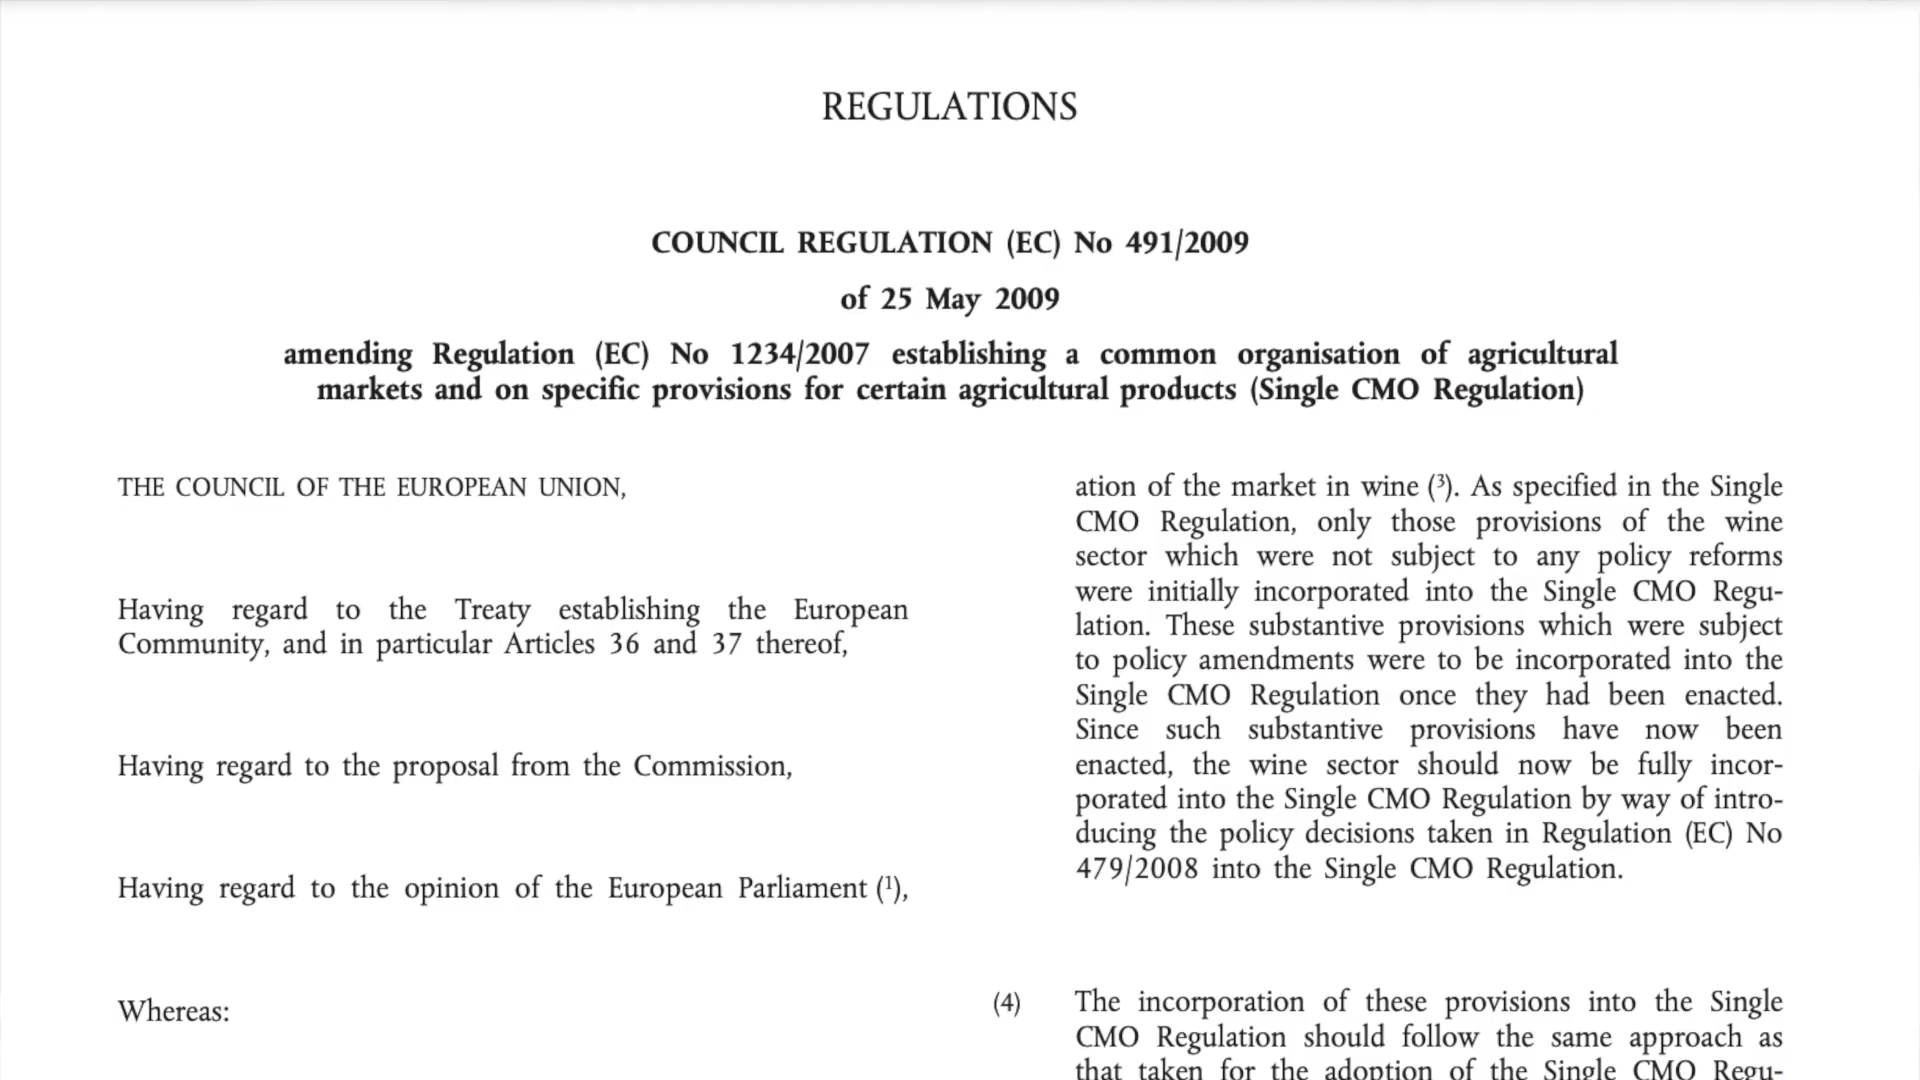 REGULATIONS
COUNCIL REGULATION (EC) No 491/2009
of 25 May 2009
amending Regulation (EC) No 1234/2007 establishing a common organisation of agricultural
markets and on specific provisions for certain agricultural products (Single CMO Regulation)
THE COUNCIL OF THE EUROPEAN UNION,
Having regard to the Treaty establishing the European
Community, and in particular Articles 36 and 37 thereof,
Having regard to the proposal from the Commission,
Having regard to the opinion of the European Parliament (¹),
Whereas:
ation of the market in wine (³). As specified in the Single
CMO Regulation, only those provisions of the wine
sector which were not subject to any policy reforms
were initially incorporated into the Single CMO Regu-
lation. These substantive provisions which were subject
to policy amendments were to be incorporated into the
Single CMO Regulation once they had been enacted.
Since such substantive provisions have now been
enacted, the wine sector should now be fully incor-
porated into the Single CMO Regulation by way of intro-
ducing the policy decisions taken in Regulation (EC) No
479/2008 into the Single CMO Regulation.
(4) The incorporation of these provisions into the Single
CMO Regulation should follow the same approach as
that taken for the adoption of the Single CMO Regu-